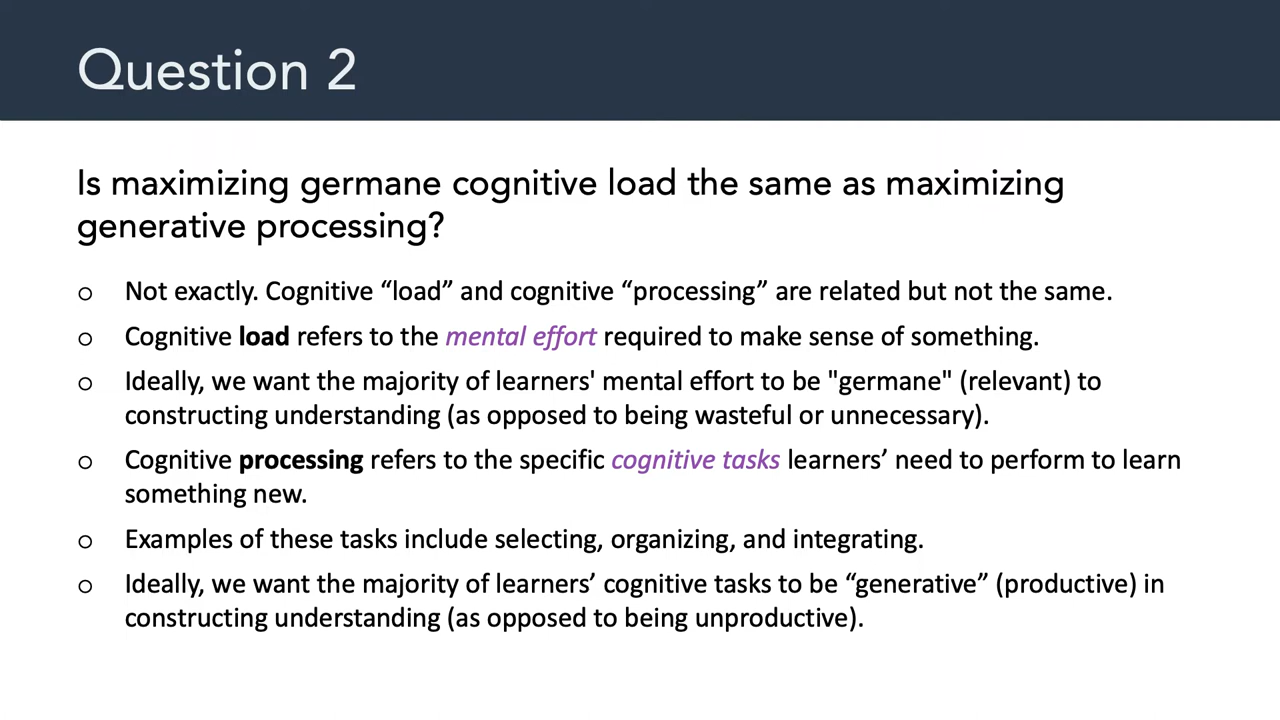 Question 2
Is maximizing germane cognitive load the same as maximizing
generative processing?
○ Not exactly. Cognitive “load” and cognitive “processing” are related but not the same.
○ Cognitive load refers to the mental effort required to make sense of something.
○ Ideally, we want the majority of learners' mental effort to be "germane" (relevant) to
constructing understanding (as opposed to being wasteful or unnecessary).
○ Cognitive processing refers to the specific cognitive tasks learners’ need to perform to learn
something new.
○ Examples of these tasks include selecting, organizing, and integrating.
○ Ideally, we want the majority of learners’ cognitive tasks to be “generative” (productive) in
constructing understanding (as opposed to being unproductive).